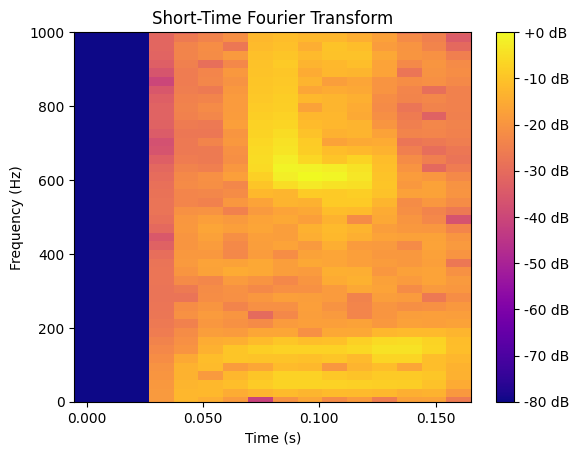 Short-Time Fourier Transform
1000
800
600
400
200
0
Frequency (Hz)
0.000
0.050
0.100
0.150
Time (s)
+0 dB
-10 dB
-20 dB
-30 dB
-40 dB
-50 dB
-60 dB
-70 dB
-80 dB